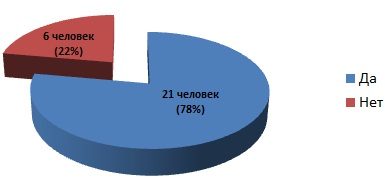 6 человек
(22%)
21 человек
(78%)
Да
Нет